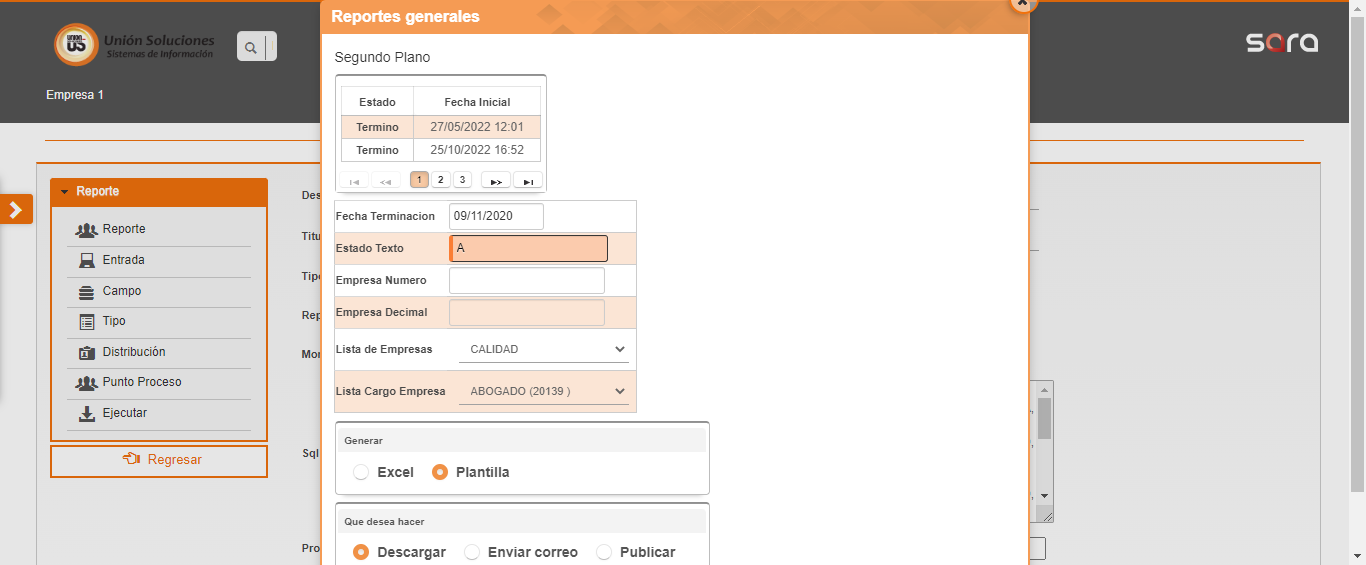 Reportes generales
Unión Soluciones
Sistemas de Información
sara
Empresa 1
Segundo Plano
Estado Fecha Inicial
Termino 27/05/2022 12:01
Termino 25/10/2022 16:52
1 2 3
Fecha Terminacion 09/11/2020
Estado Texto A
Empresa Numero
Empresa Decimal
Lista de Empresas CALIDAD
Lista Cargo Empresa ABOGADO (20139 )
Generar
Excel Plantilla
Que desea hacer
Descargar Enviar correo Publicar
Reporte
Reporte
Entrada
Campo
Tipo
Distribución
Punto Proceso
Ejecutar
Regresar
Des
Titu
Tipo
Rep
Mo
Sql
Pro